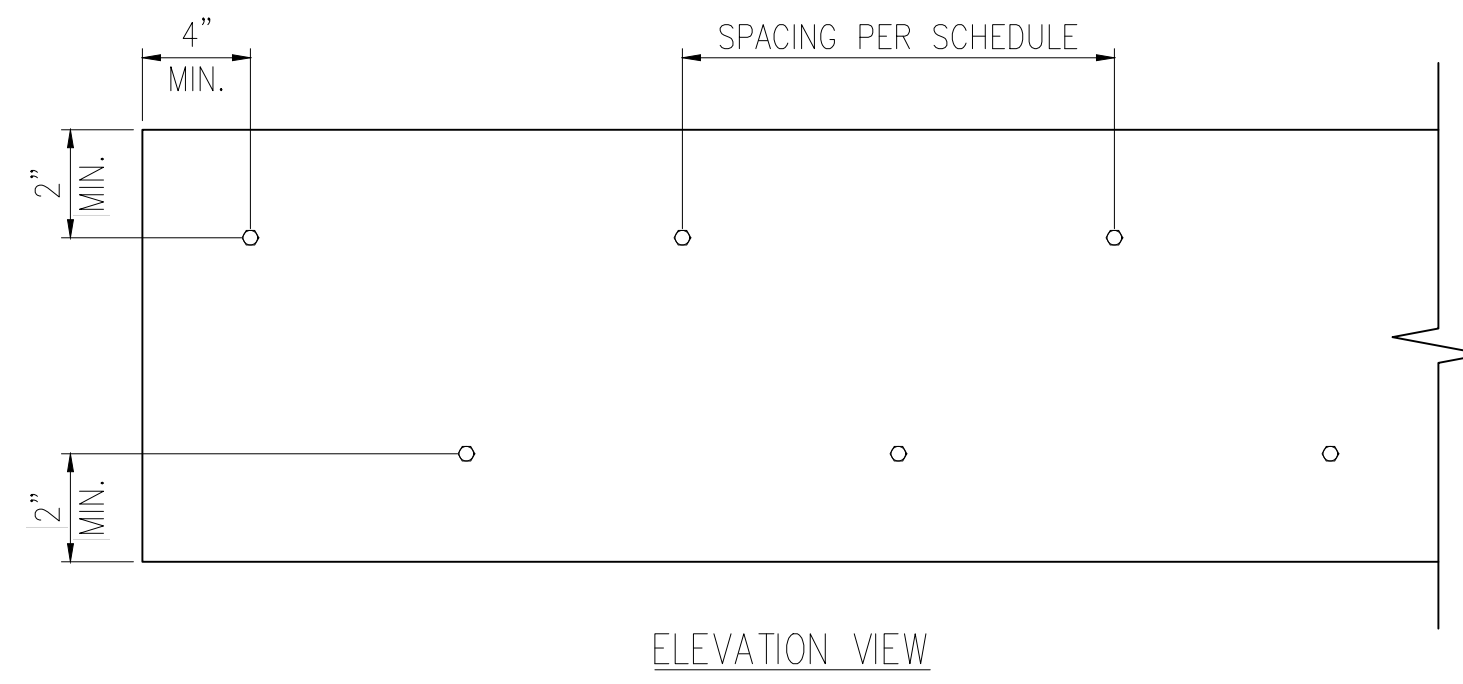 4”
MIN.
SPACING PER SCHEDULE
2”
MIN.
2”
MIN.
ELEVATION VIEW